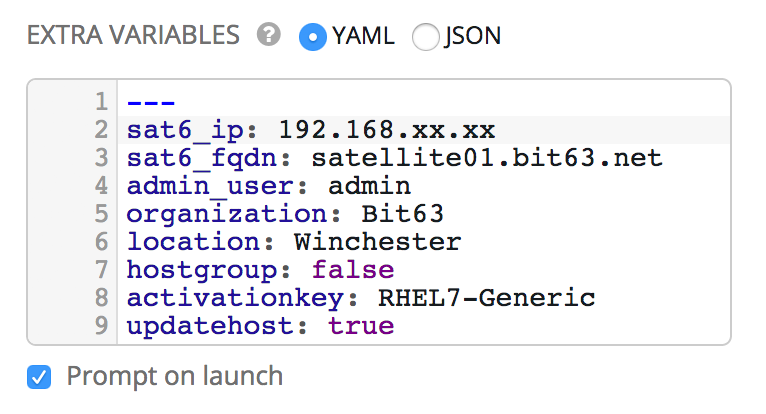 EXTRA VARIABLES ? YAML JSON
1 ---
2 sat6_ip: 192.168.xx.xx
3 sat6_fqdn: satellite01.bit63.net
4 admin_user: admin
5 organization: Bit63
6 location: Winchester
7 hostgroup: false
8 activationkey: RHEL7-Generic
9 updatehost: true
Prompt on launch